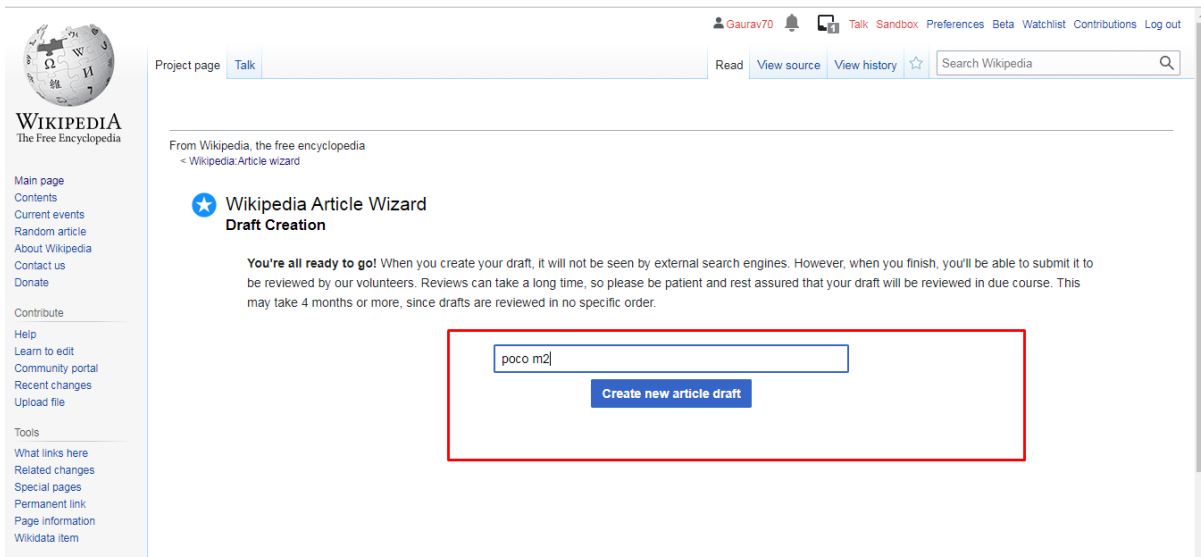 Gaurav70 1 Talk Sandbox Preferences Beta Watchlist Contributions Log out
Project page Talk Read View source View history Search Wikipedia
Ω W И 維 7
WIKIPEDIA
The Free Encyclopedia
Main page
Contents
Current events
Random article
About Wikipedia
Contact us
Donate
Contribute
Help
Learn to edit
Community portal
Recent changes
Upload file
Tools
What links here
Related changes
Special pages
Permanent link
Page information
Wikidata item
From Wikipedia, the free encyclopedia
< Wikipedia:Article wizard
Wikipedia Article Wizard
Draft Creation
You're all ready to go! When you create your draft, it will not be seen by external search engines. However, when you finish, you'll be able to submit it to
be reviewed by our volunteers. Reviews can take a long time, so please be patient and rest assured that your draft will be reviewed in due course. This
may take 4 months or more, since drafts are reviewed in no specific order.
poco m2
Create new article draft